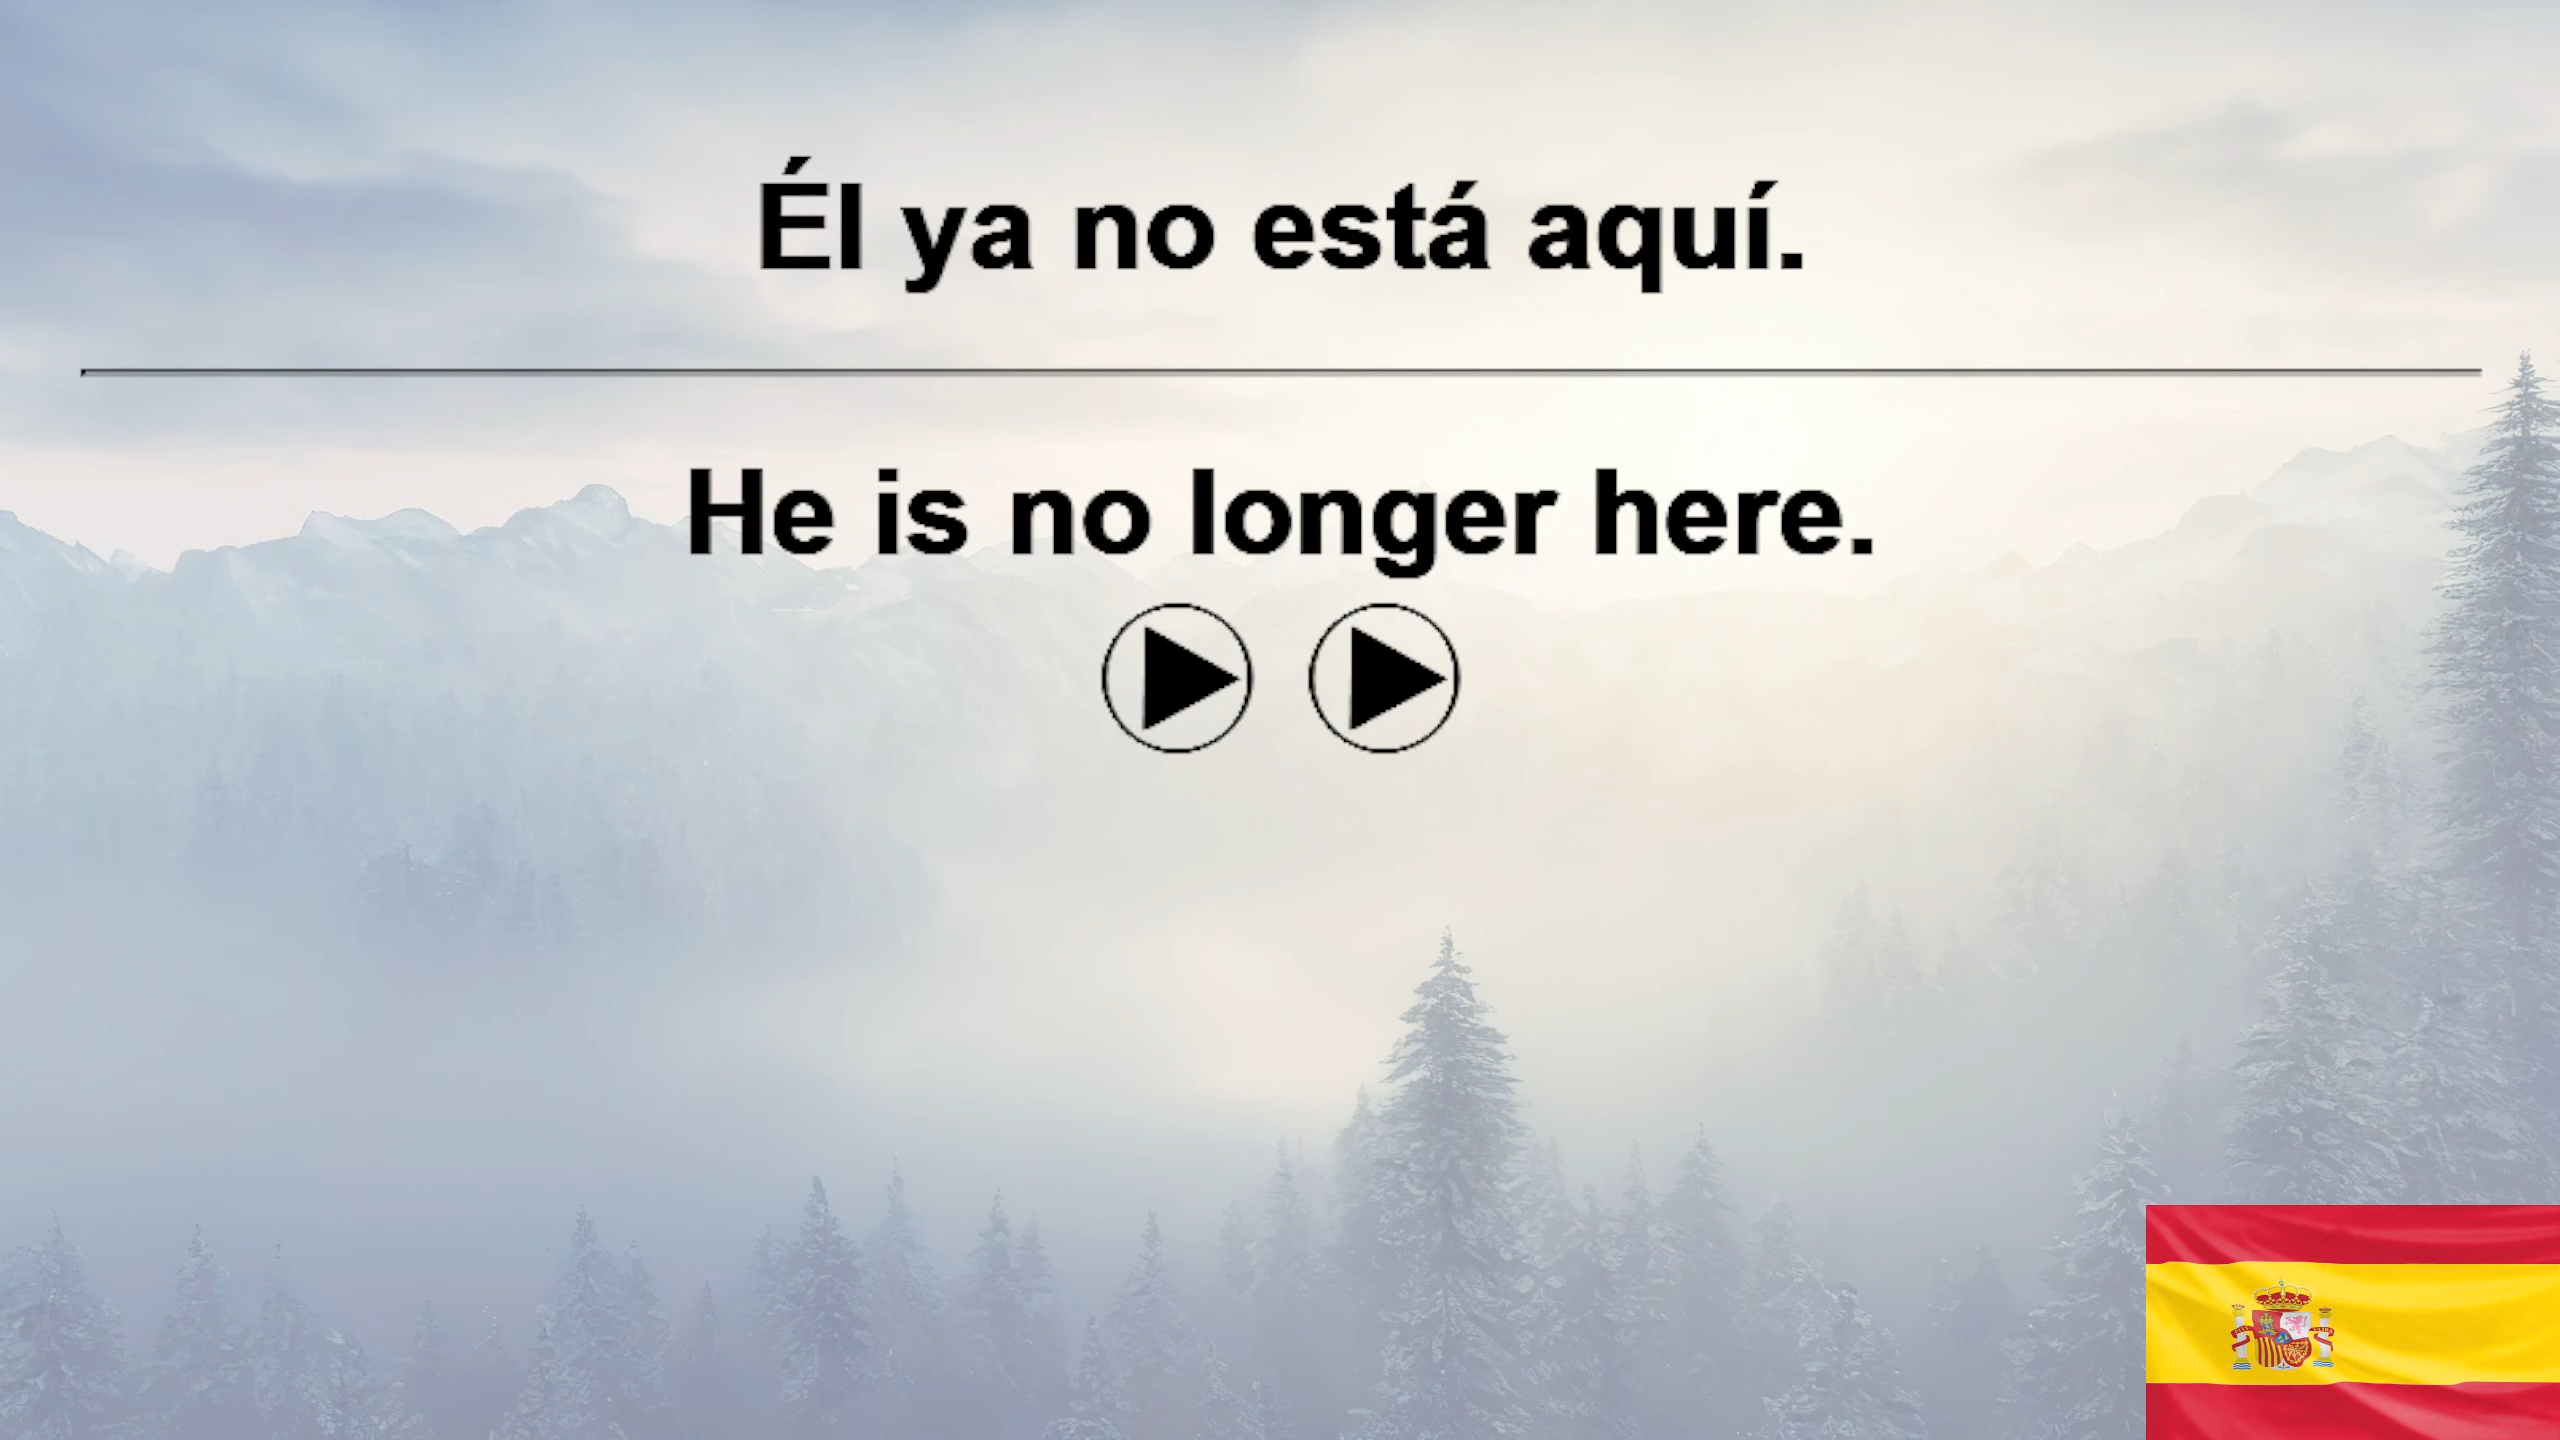 Él ya no está aquí.
He is no longer here.